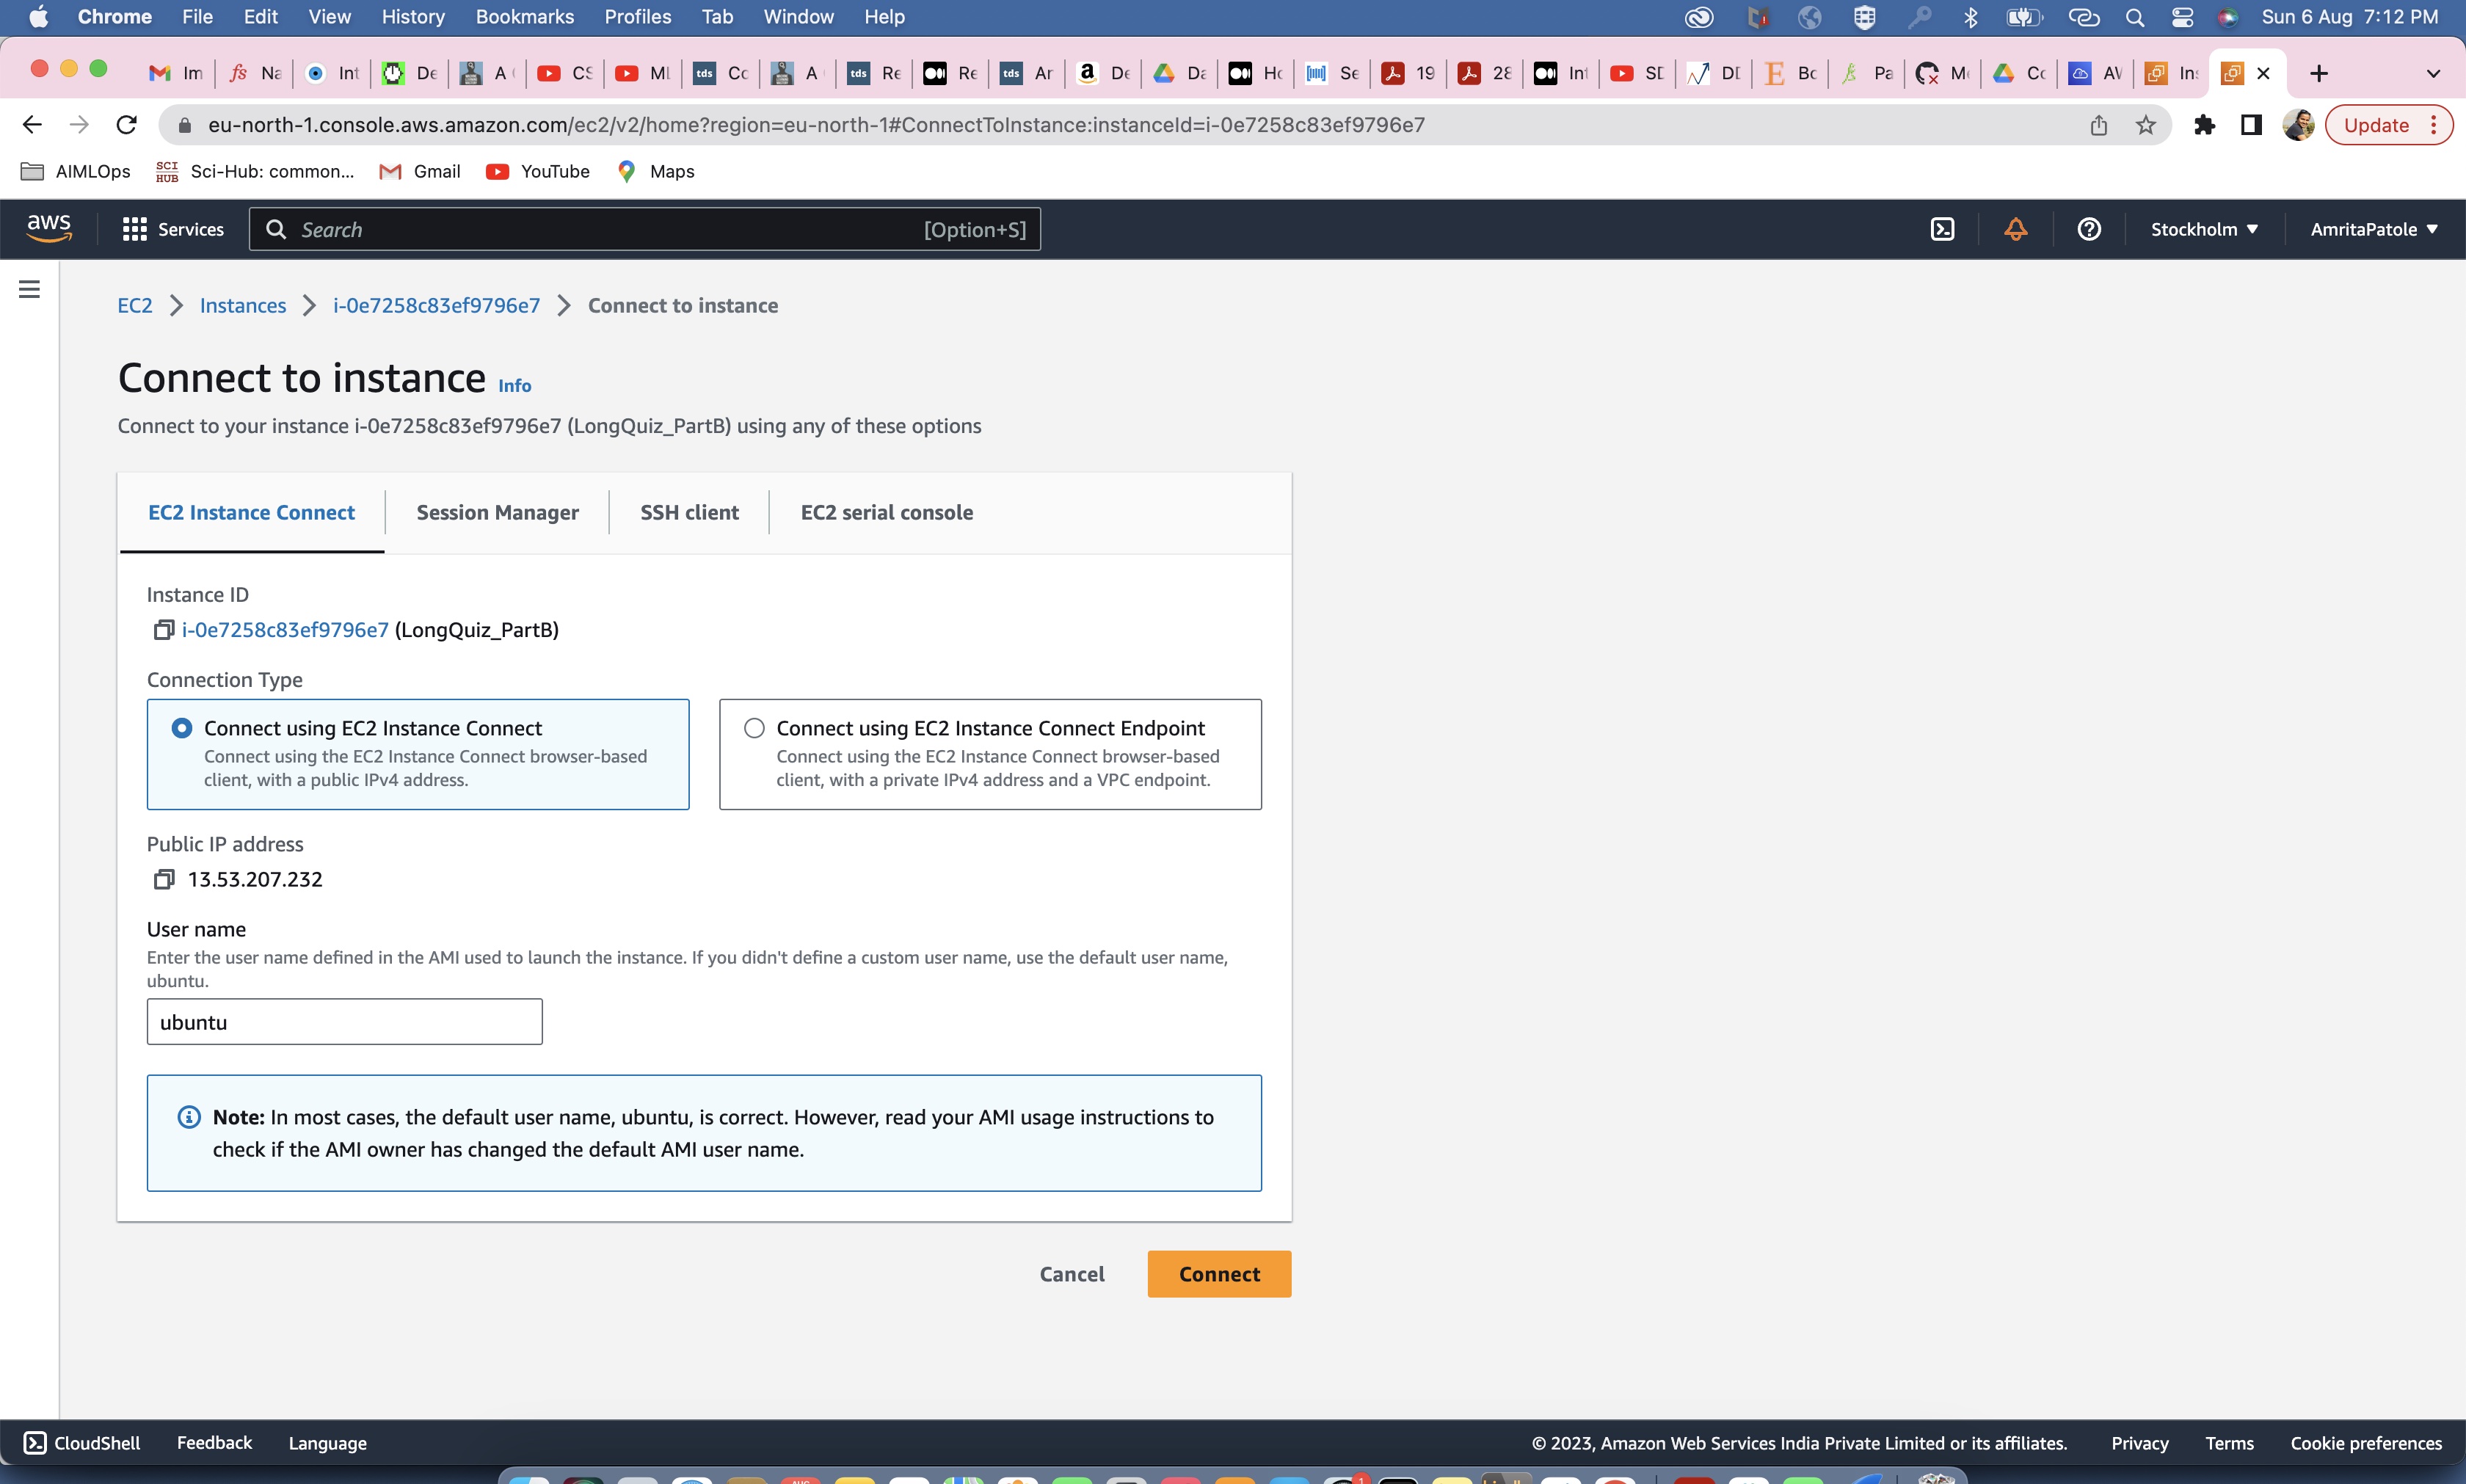 Chrome File Edit View History Bookmarks Profiles Tab Window Help Sun 6 Aug 7:12 PM
Im Na Int De A CS ML tds Cc A tds Re Re tds Ar De Da Ho Se 19 28 Int SD DD Bc Pa M Co AV In
eu-north-1.console.aws.amazon.com/ec2/v2/home?region=eu-north-1#ConnectToInstance:instanceId=i-0e7258c83ef9796e7 Update
AIMLOps SCI HUB Sci-Hub: common... Gmail YouTube Maps
aws Services Search [Option+S] Stockholm ▼ AmritaPatole ▼
EC2 > Instances > i-0e7258c83ef9796e7 > Connect to instance
Connect to instance Info
Connect to your instance i-0e7258c83ef9796e7 (LongQuiz_PartB) using any of these options
EC2 Instance Connect Session Manager SSH client EC2 serial console
Instance ID
i-0e7258c83ef9796e7 (LongQuiz_PartB)
Connection Type
Connect using EC2 Instance Connect
Connect using the EC2 Instance Connect browser-based
client, with a public IPv4 address.
Connect using EC2 Instance Connect Endpoint
Connect using the EC2 Instance Connect browser-based
client, with a private IPv4 address and a VPC endpoint.
Public IP address
13.53.207.232
User name
Enter the user name defined in the AMI used to launch the instance. If you didn't define a custom user name, use the default user name,
ubuntu.
ubuntu
Note: In most cases, the default user name, ubuntu, is correct. However, read your AMI usage instructions to
check if the AMI owner has changed the default AMI user name.
Cancel Connect
CloudShell Feedback Language © 2023, Amazon Web Services India Private Limited or its affiliates. Privacy Terms Cookie preferences